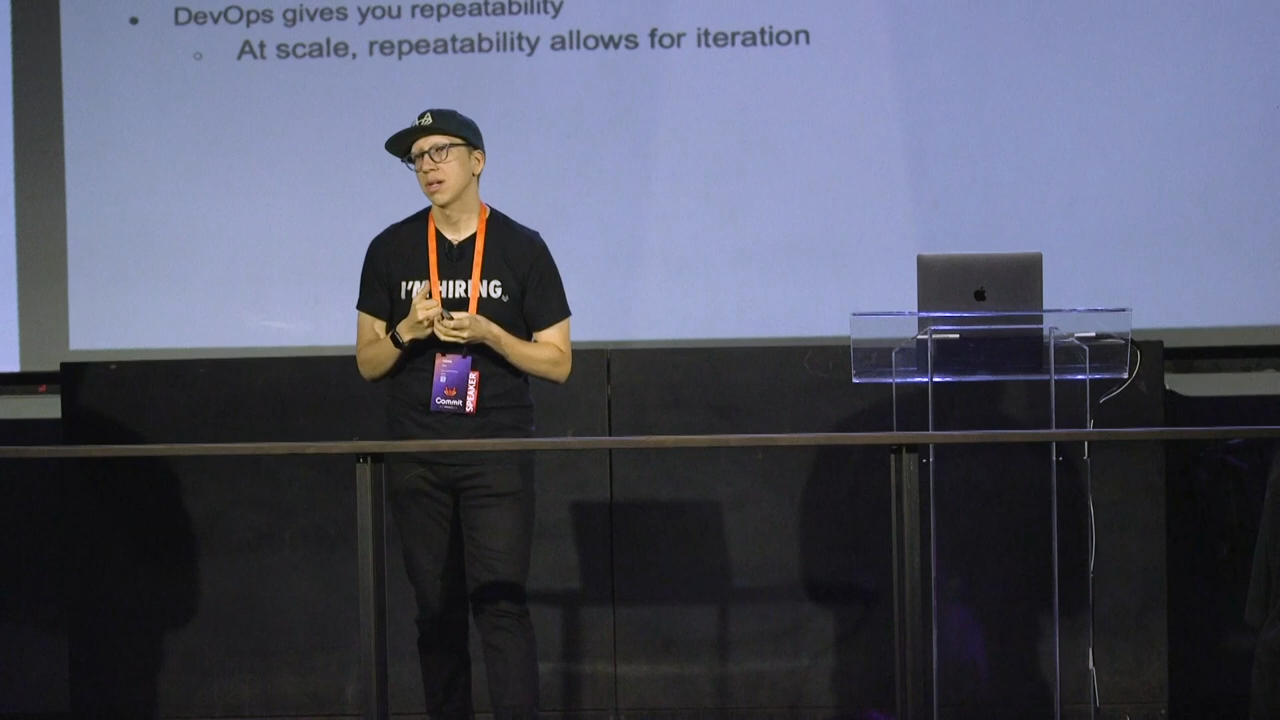 DevOps gives you repeatability
At scale, repeatability allows for iteration
I'M HIRING
Commit
SPEAKER